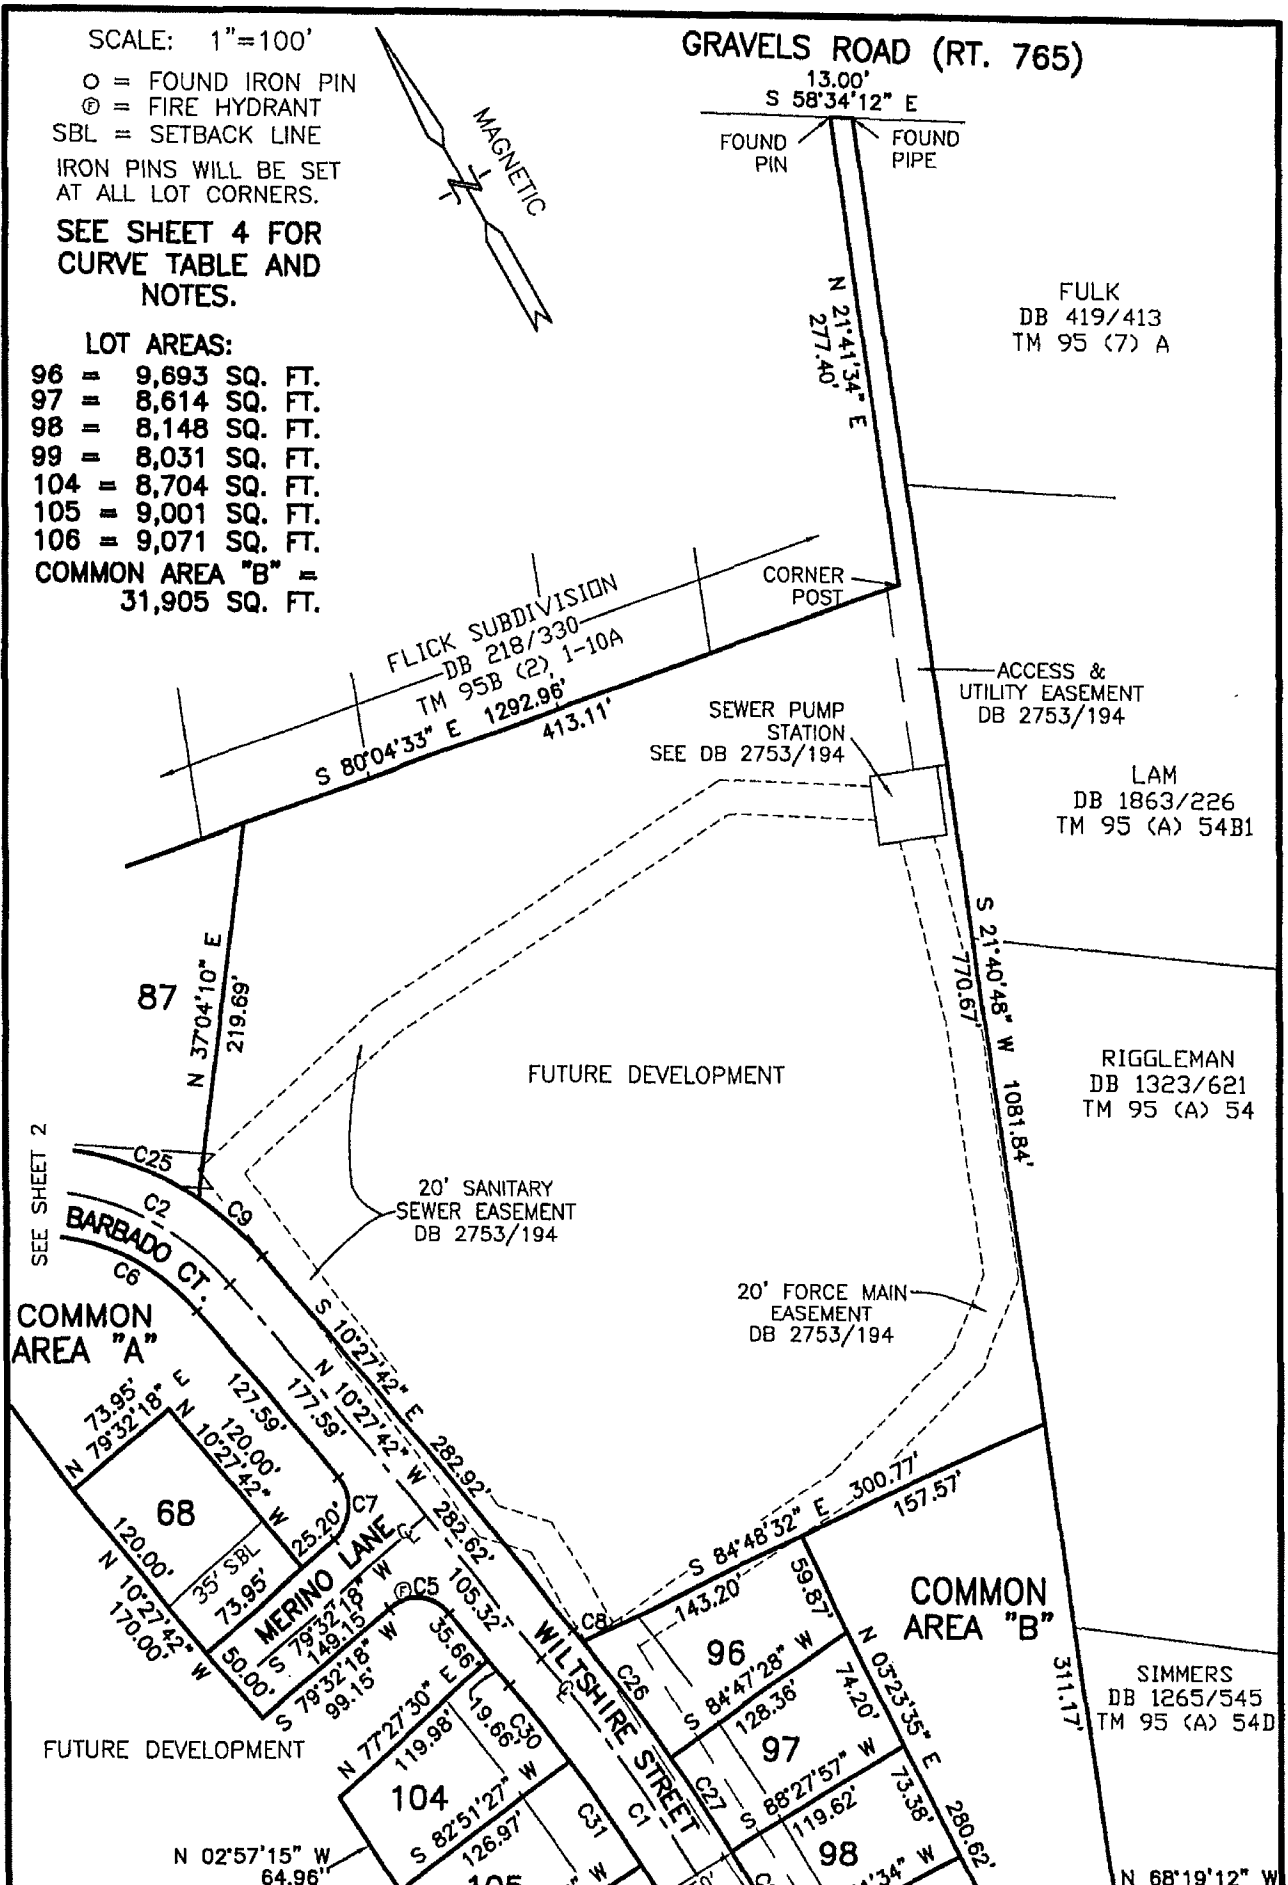 SCALE: 1"=100'
O = FOUND IRON PIN
Ⓕ = FIRE HYDRANT
SBL = SETBACK LINE
IRON PINS WILL BE SET
AT ALL LOT CORNERS.
SEE SHEET 4 FOR
CURVE TABLE AND
NOTES.
LOT AREAS:
96 = 9,693 SQ. FT.
97 = 8,614 SQ. FT.
98 = 8,148 SQ. FT.
99 = 8,031 SQ. FT.
104 = 8,704 SQ. FT.
105 = 9,001 SQ. FT.
106 = 9,071 SQ. FT.
COMMON AREA "B" =
31,905 SQ. FT.
N
MAGNETIC
GRAVELS ROAD (RT. 765)
13.00'
S 58°34'12" E
FOUND
PIN
FOUND
PIPE
N 21°41'34" E
277.40'
FULK
DB 419/413
TM 95 (7) A
CORNER
POST
FLICK SUBDIVISION
DB 218/330
TM 95B (2) 1-10A
S 80°04'33" E 1292.96'
413.11'
ACCESS &
UTILITY EASEMENT
DB 2753/194
SEWER PUMP
STATION
SEE DB 2753/194
LAM
DB 1863/226
TM 95 (A) 54B1
S 21°40'48" W 1081.84'
770.67'
87
N 37°04'10" E
219.69'
FUTURE DEVELOPMENT
RIGGLEMAN
DB 1323/621
TM 95 (A) 54
SEE SHEET 2
C25
C2
C9
BARBADO CT.
C6
20' SANITARY
SEWER EASEMENT
DB 2753/194
20' FORCE MAIN
EASEMENT
DB 2753/194
COMMON
AREA "A"
S 10°27'42" E 282.92'
N 10°27'42" W 282.62'
127.59'
177.59'
73.95'
N 79°32'18" E
120.00'
N 10°27'42" W
68
25.20'
C7
35' SBL
73.95'
120.00'
N 10°27'42" W
170.00'
MERINO LANE
S 79°32'18" W
149.15'
50.00'
S 79°32'18" W
99.15'
Ⓕ
C5
105.32'
35.66'
S 84°48'32" E 300.77'
157.57'
143.20'
59.87'
COMMON
AREA "B"
C8
WILTSHIRE STREET
C26
96
S 84°47'28" W
128.36'
N 03°23'35" E 280.62'
74.20'
311.17'
SIMMERS
DB 1265/545
TM 95 (A) 54D
FUTURE DEVELOPMENT
N 77°27'30" E
119.98'
19.66'
C30
104
S 82°51'27" W
126.97'
C31
C1
C27
97
S 88°27'57" W
119.62'
73.38'
98
N 02°57'15" W
64.96'
105
34" W
N 68°19'12" W